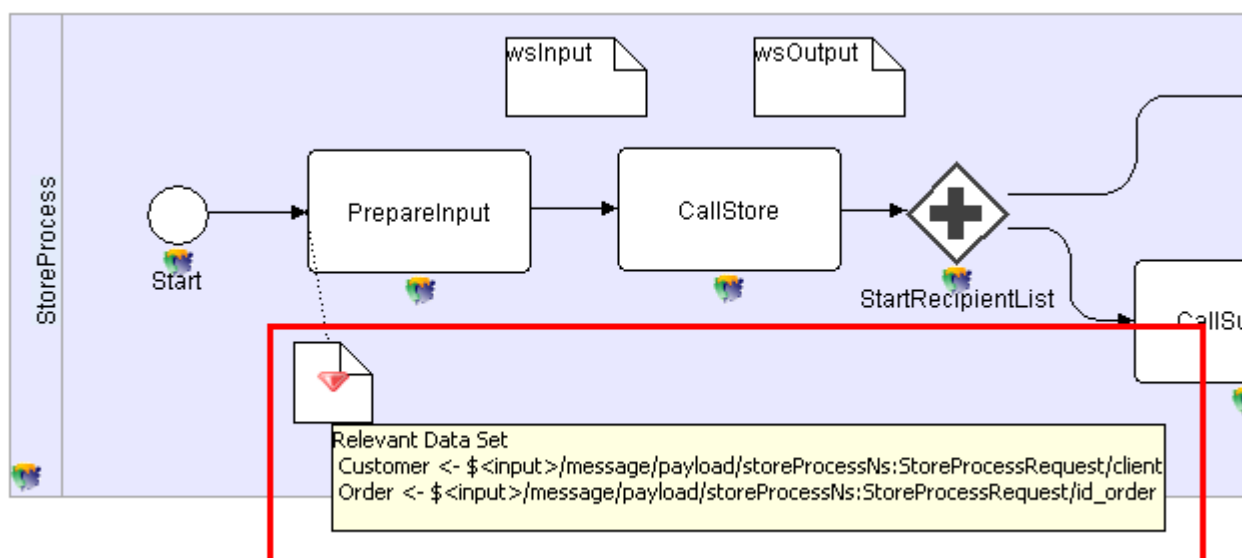 wsInput
wsOutput
StoreProcess
PrepareInput
CallStore
Start
StartRecipientList
CallSu
Relevant Data Set
Customer <- $<input>/message/payload/storeProcessNs:StoreProcessRequest/client
Order <- $<input>/message/payload/storeProcessNs:StoreProcessRequest/id_order